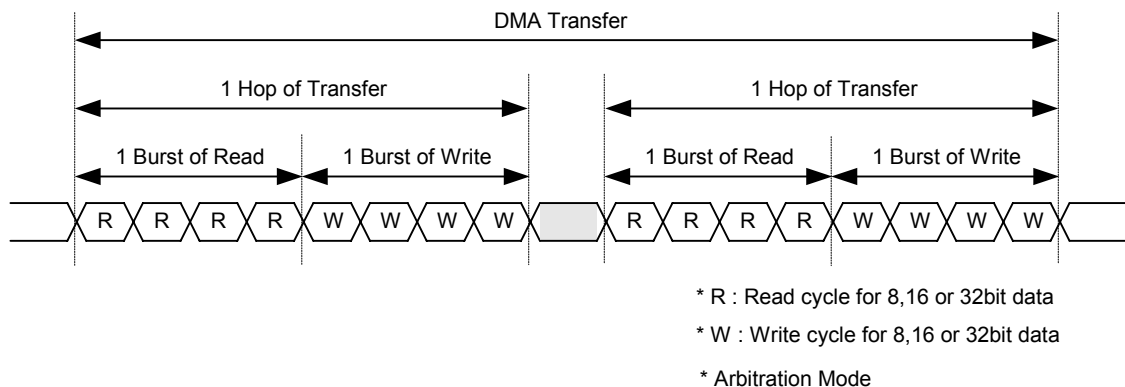 DMA Transfer
1 Hop of Transfer 1 Hop of Transfer
1 Burst of Read 1 Burst of Write 1 Burst of Read 1 Burst of Write
R R R R W W W W R R R R W W W W
* R : Read cycle for 8,16 or 32bit data
* W : Write cycle for 8,16 or 32bit data
* Arbitration Mode